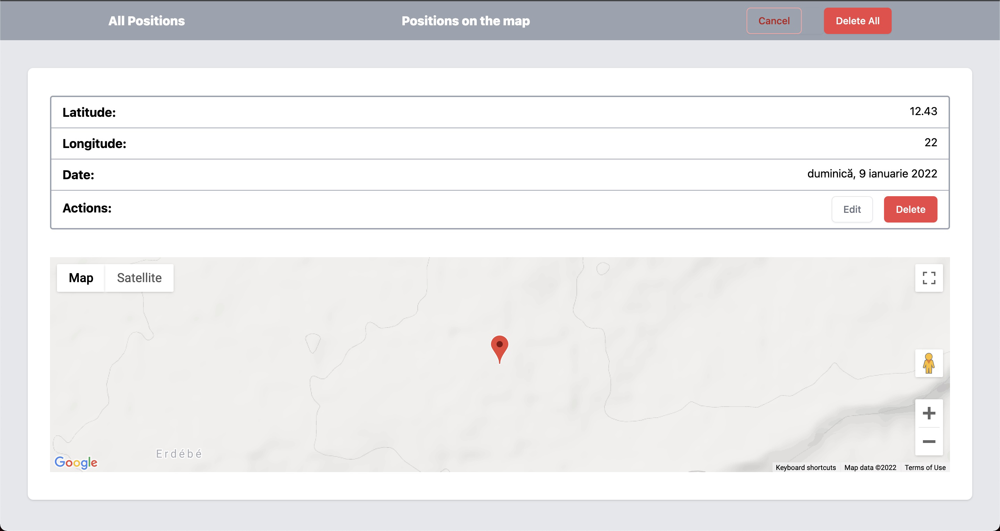 All Positions
Positions on the map
Cancel
Delete All
Latitude:
12.43
Longitude:
22
Date:
duminică, 9 ianuarie 2022
Actions:
Edit
Delete
Map
Satellite
Erdébé
Google
Keyboard shortcuts
Map data ©2022
Terms of Use